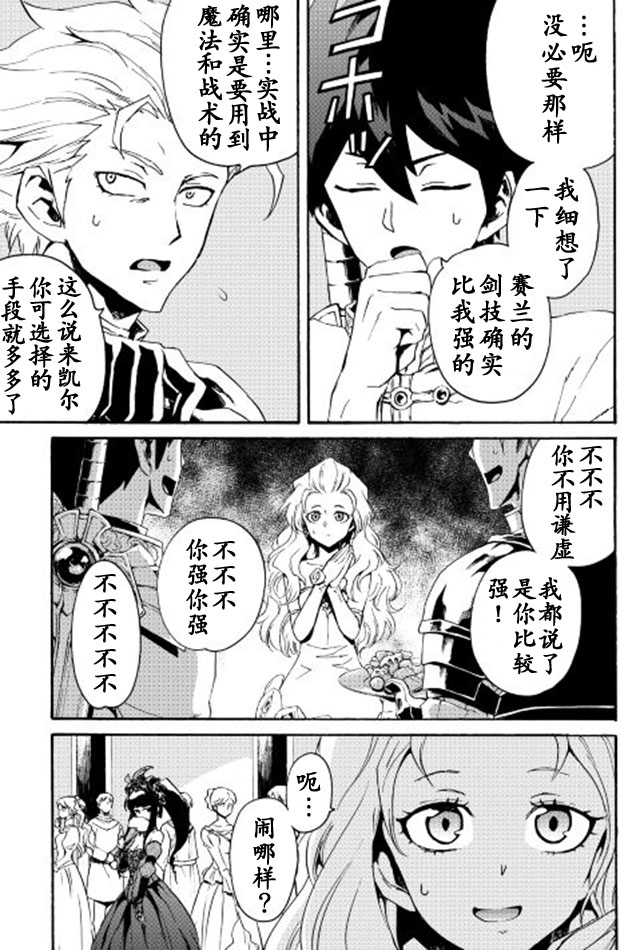 …呃
没必要那样
我细想了
一下
赛兰的
剑技确实
比我强的
コホン
哪里…实战中
确实是要用到
魔法和战术的
这么说来凯尔
你可选择的
手段就多多了
不不不
你不用谦虚
我都说了
是你比较
强！
不不不
你强你强
不不不不不
呃…
闹哪样？